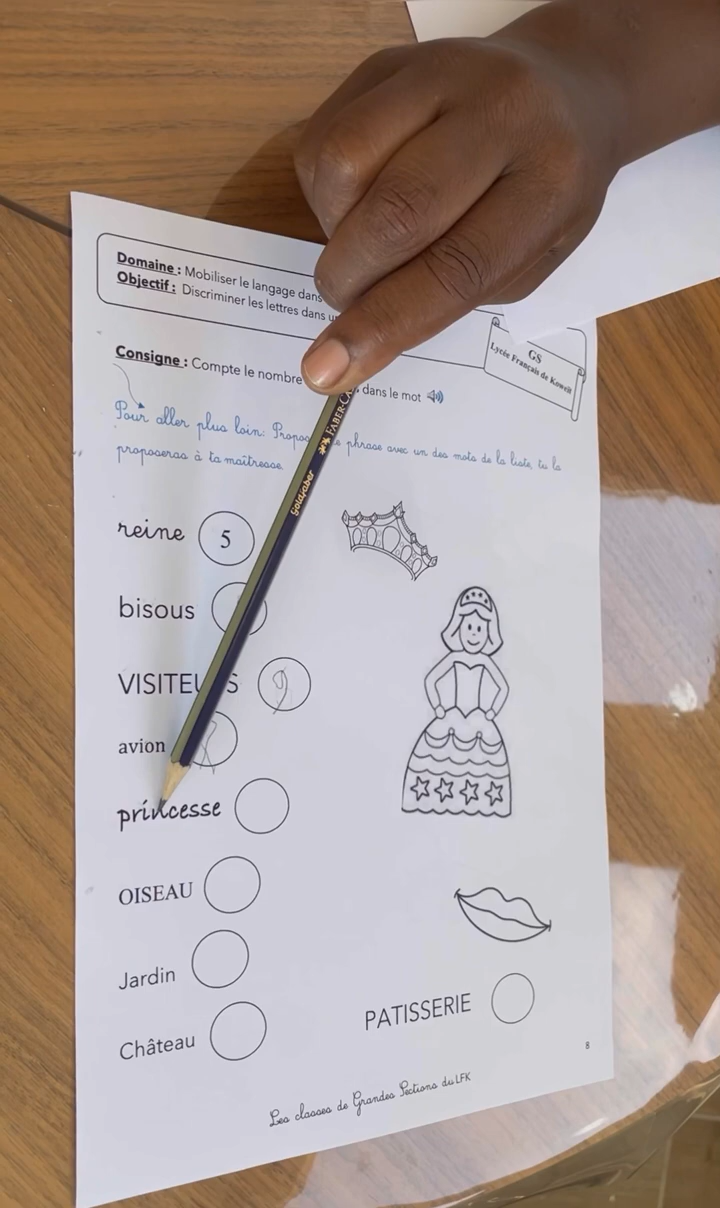 Domaine : Mobiliser le langage dans
Objectif : Discriminer les lettres dans
GS
Lycée Français de Koweït
Consigne : Compte le nombre dans le mot
Pour aller plus loin: phrase avec un des mots de la liste, tu la
proposeras à ta maîtresse.
FABER-CA
Goldfaber
reine 5
bisous
VISITEU S 9
avion
princesse
OISEAU
Jardin
Château
PATISSERIE
8
Les classes de Grandes Sections du LFK